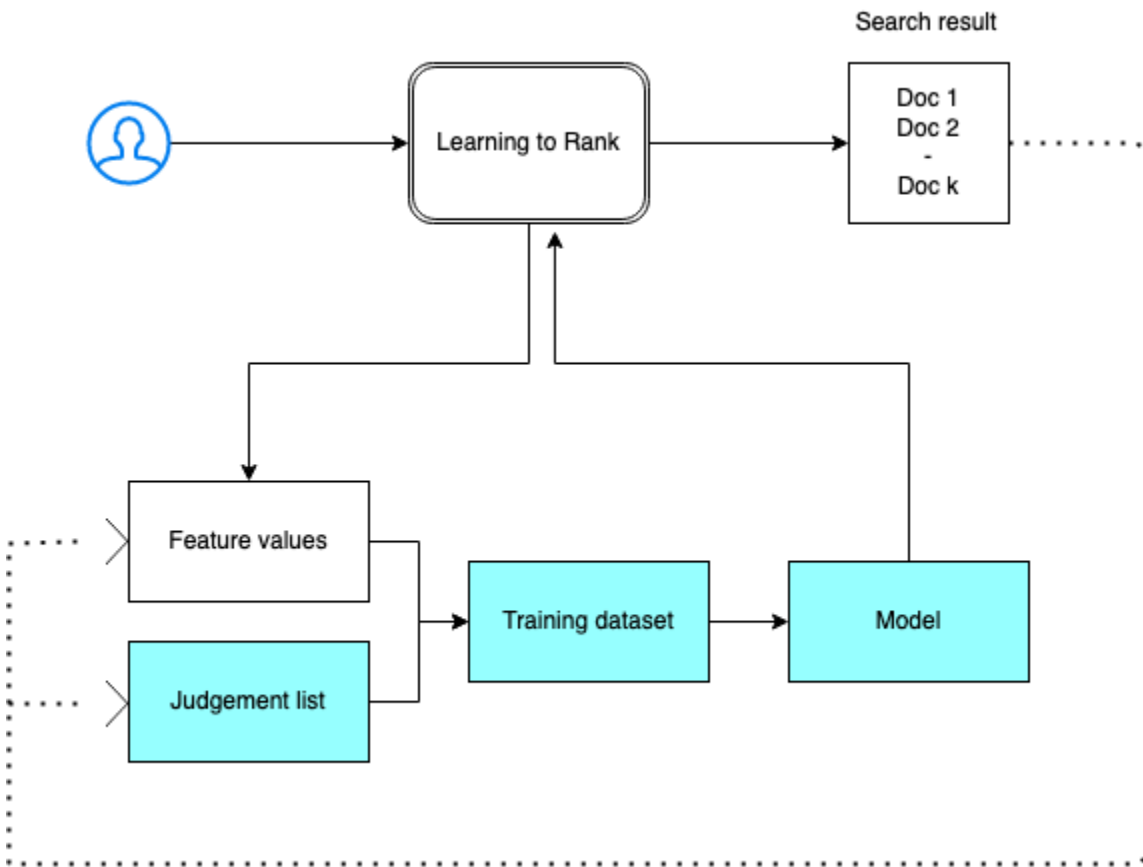 Search result
Learning to Rank
Doc 1
Doc 2
-
Doc k
Feature values
Judgement list
Training dataset
Model